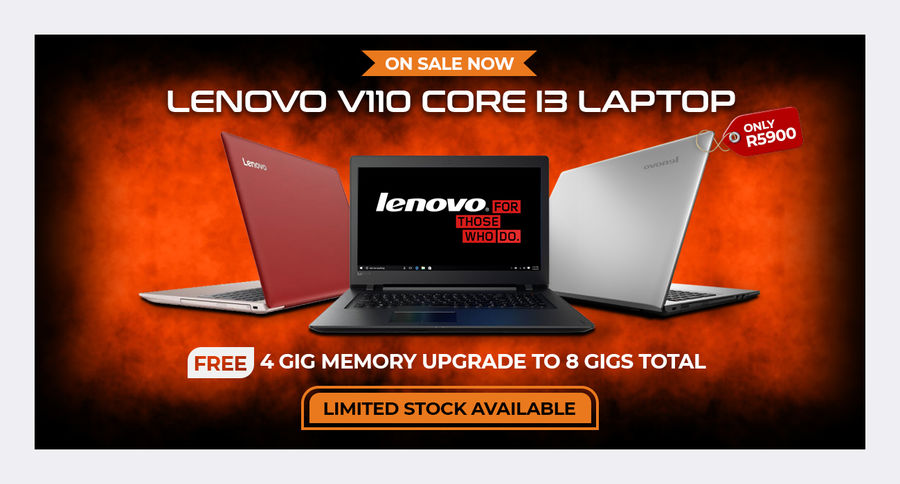 ON SALE NOW
LENOVO V110 CORE I3 LAPTOP
ONLY
R5900
Lenovo
lenovo
lenovo FOR
THOSE
WHO DO.
FREE 4 GIG MEMORY UPGRADE TO 8 GIGS TOTAL
LIMITED STOCK AVAILABLE